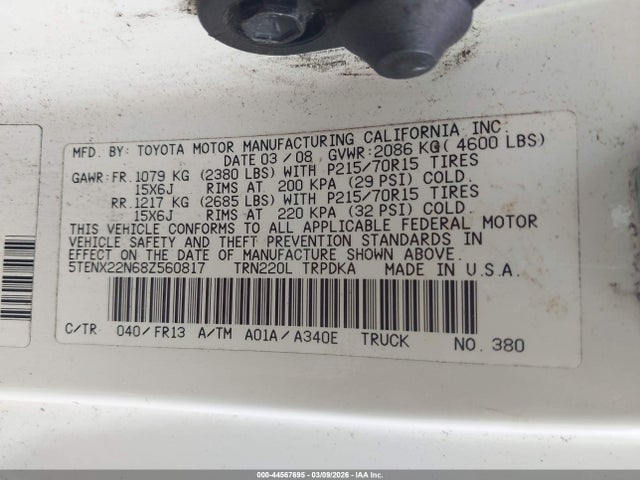 MFD. BY: TOYOTA MOTOR MANUFACTURING CALIFORNIA INC.
DATE 03/08 GVWR: 2086 KG( 4600 LBS)
GAWR: FR. 1079 KG (2380 LBS) WITH P215/70R15 TIRES
15X6J RIMS AT 200 KPA (29 PSI) COLD.
RR. 1217 KG (2685 LBS) WITH P215/70R15 TIRES
15X6J RIMS AT 220 KPA (32 PSI) COLD.
THIS VEHICLE CONFORMS TO ALL APPLICABLE FEDERAL MOTOR
VEHICLE SAFETY AND THEFT PREVENTION STANDARDS IN
EFFECT ON THE DATE OF MANUFACTURE SHOWN ABOVE.
5TENX22N68Z560817 TRN220L TRPDKA MADE IN U.S.A.
C/TR 040/FR13 A/TM A01A/A340E TRUCK NO. 380
000-44567695 - 03/09/2026 - IAA Inc.